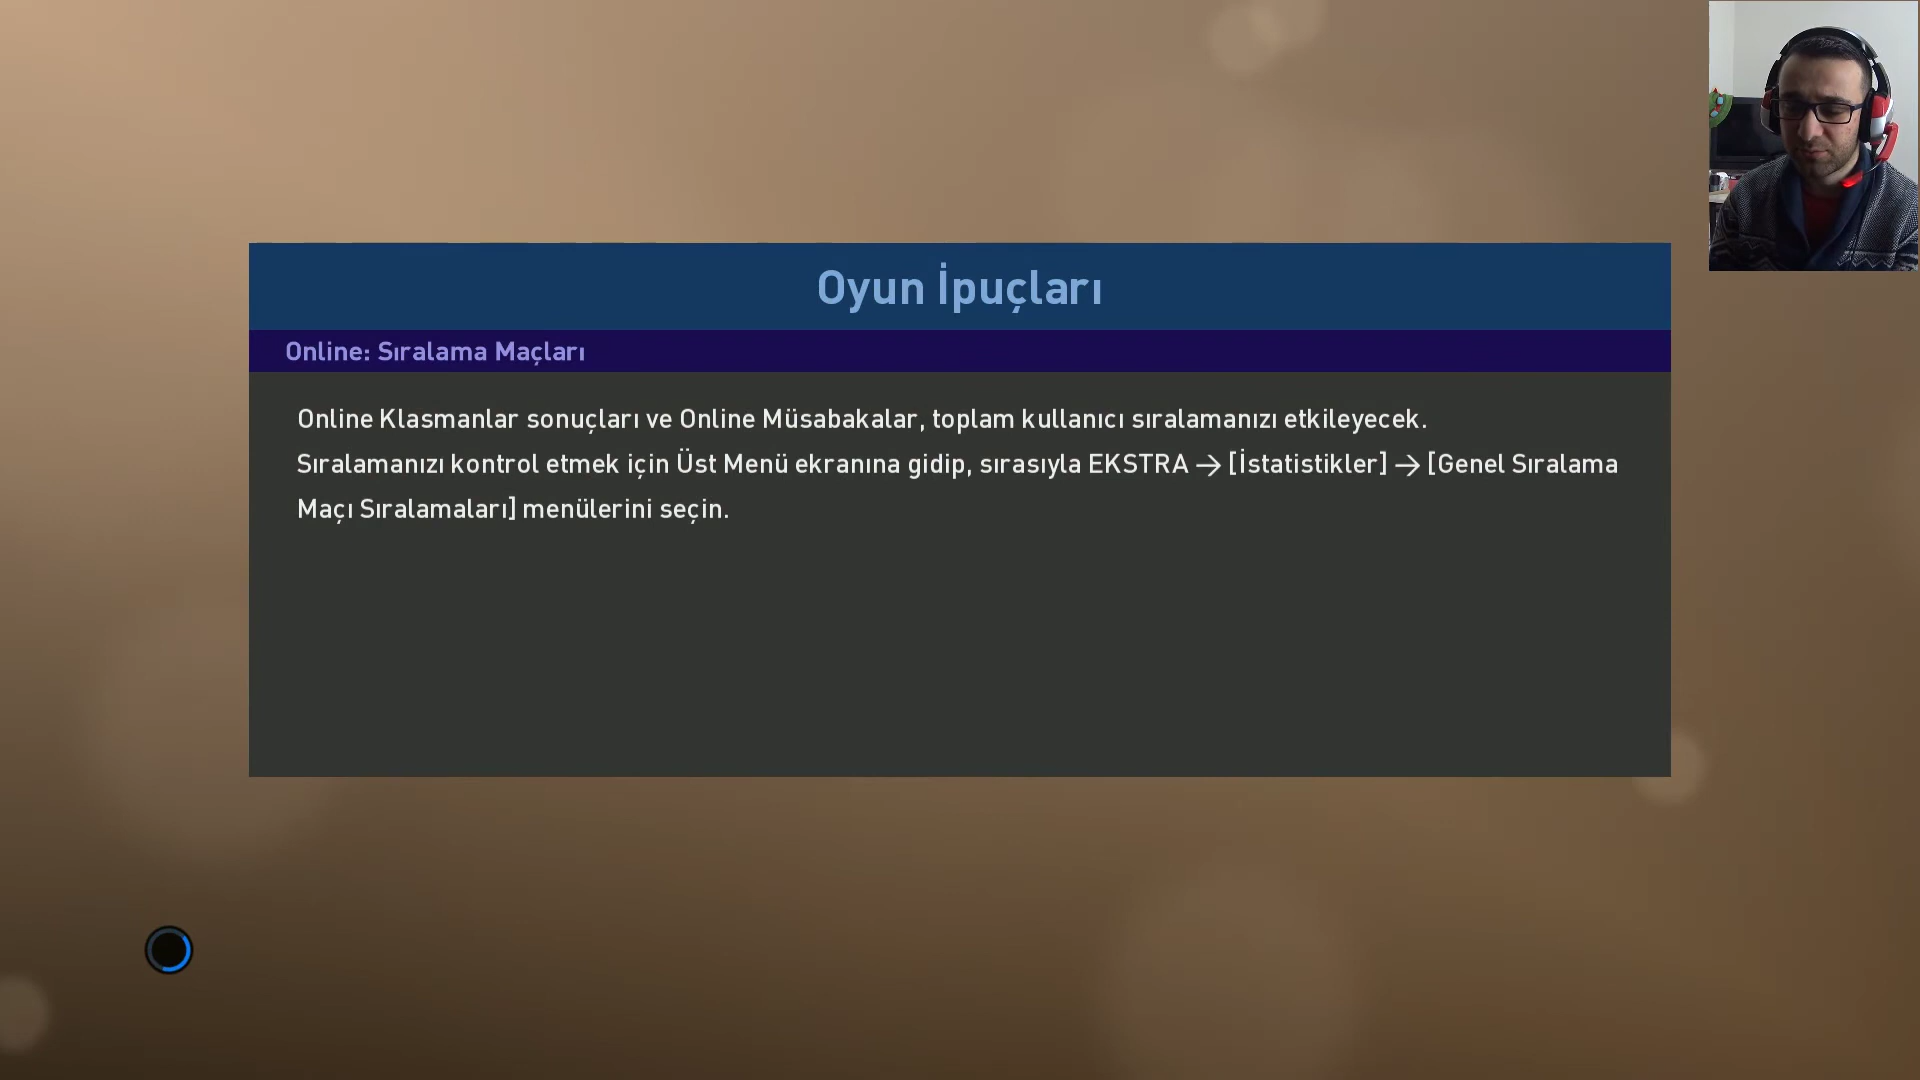 Oyun İpuçları
Online: Sıralama Maçları
Online Klasmanlar sonuçları ve Online Müsabakalar, toplam kullanıcı sıralamanızı etkileyecek.
Sıralamanızı kontrol etmek için Üst Menü ekranına gidip, sırasıyla EKSTRA → [İstatistikler] → [Genel Sıralama
Maçı Sıralamaları] menülerini seçin.